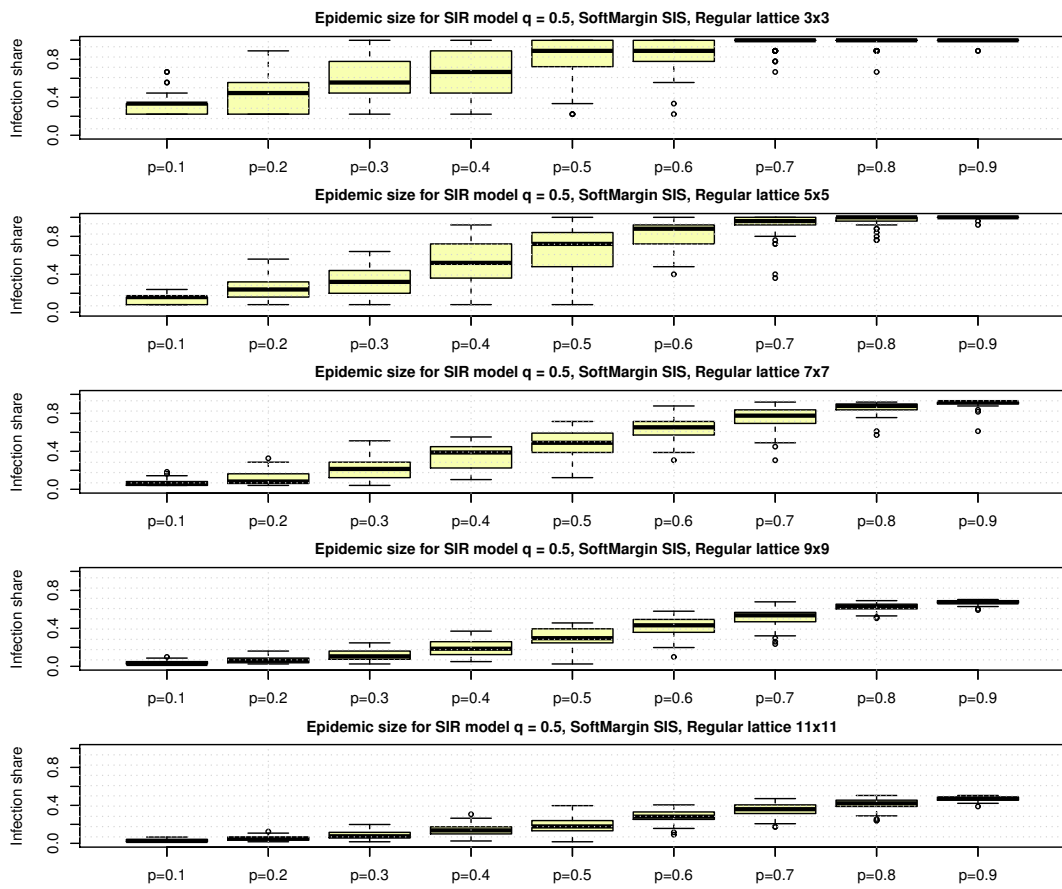 Epidemic size for SIR model q = 0.5, SoftMargin SIS, Regular lattice 3x3
Infection share
0.0 0.4 0.8
p=0.1 p=0.2 p=0.3 p=0.4 p=0.5 p=0.6 p=0.7 p=0.8 p=0.9
Epidemic size for SIR model q = 0.5, SoftMargin SIS, Regular lattice 5x5
Infection share
0.0 0.4 0.8
p=0.1 p=0.2 p=0.3 p=0.4 p=0.5 p=0.6 p=0.7 p=0.8 p=0.9
Epidemic size for SIR model q = 0.5, SoftMargin SIS, Regular lattice 7x7
Infection share
0.0 0.4 0.8
p=0.1 p=0.2 p=0.3 p=0.4 p=0.5 p=0.6 p=0.7 p=0.8 p=0.9
Epidemic size for SIR model q = 0.5, SoftMargin SIS, Regular lattice 9x9
Infection share
0.0 0.4 0.8
p=0.1 p=0.2 p=0.3 p=0.4 p=0.5 p=0.6 p=0.7 p=0.8 p=0.9
Epidemic size for SIR model q = 0.5, SoftMargin SIS, Regular lattice 11x11
Infection share
0.0 0.4 0.8
p=0.1 p=0.2 p=0.3 p=0.4 p=0.5 p=0.6 p=0.7 p=0.8 p=0.9